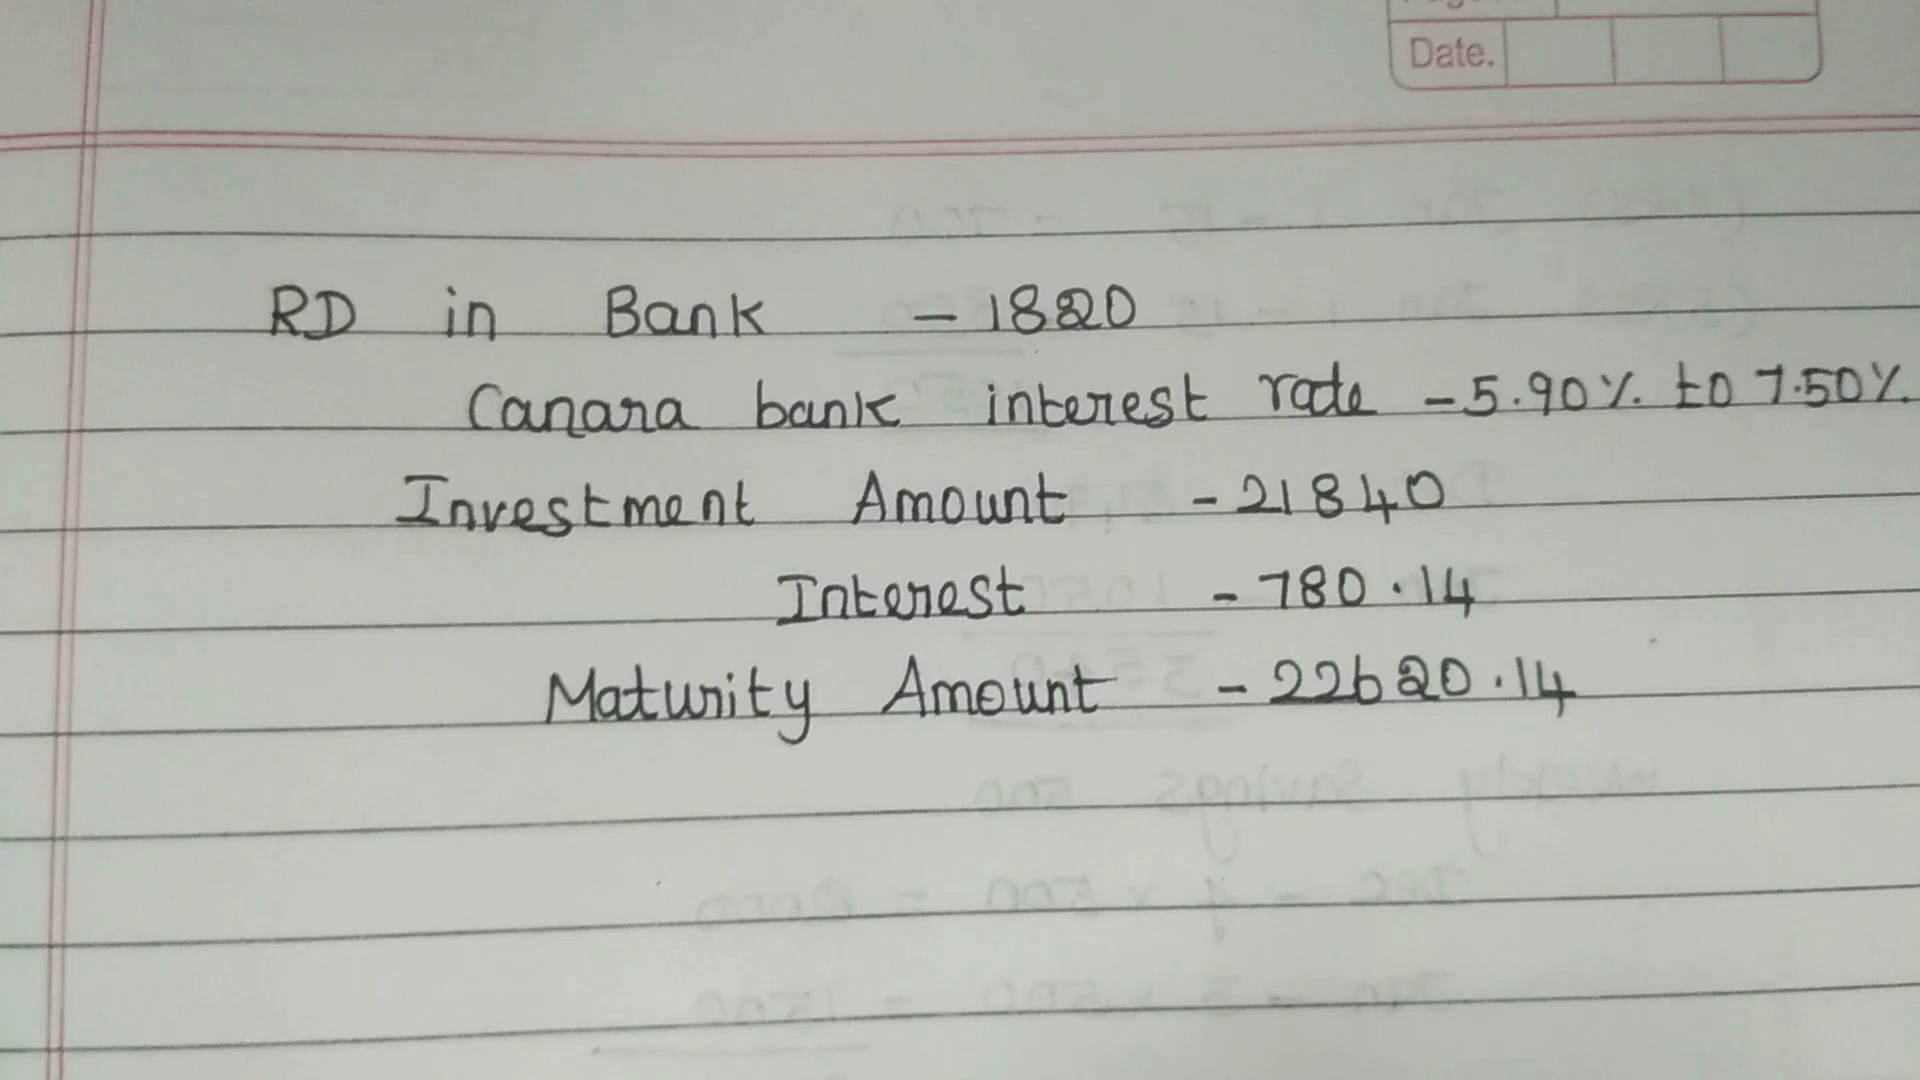 Date.
RD in Bank - 1820
Canara bank interest rate - 5.90% to 7.50%
Investment Amount - 21840
Interest - 780.14
Maturity Amount - 22620.14